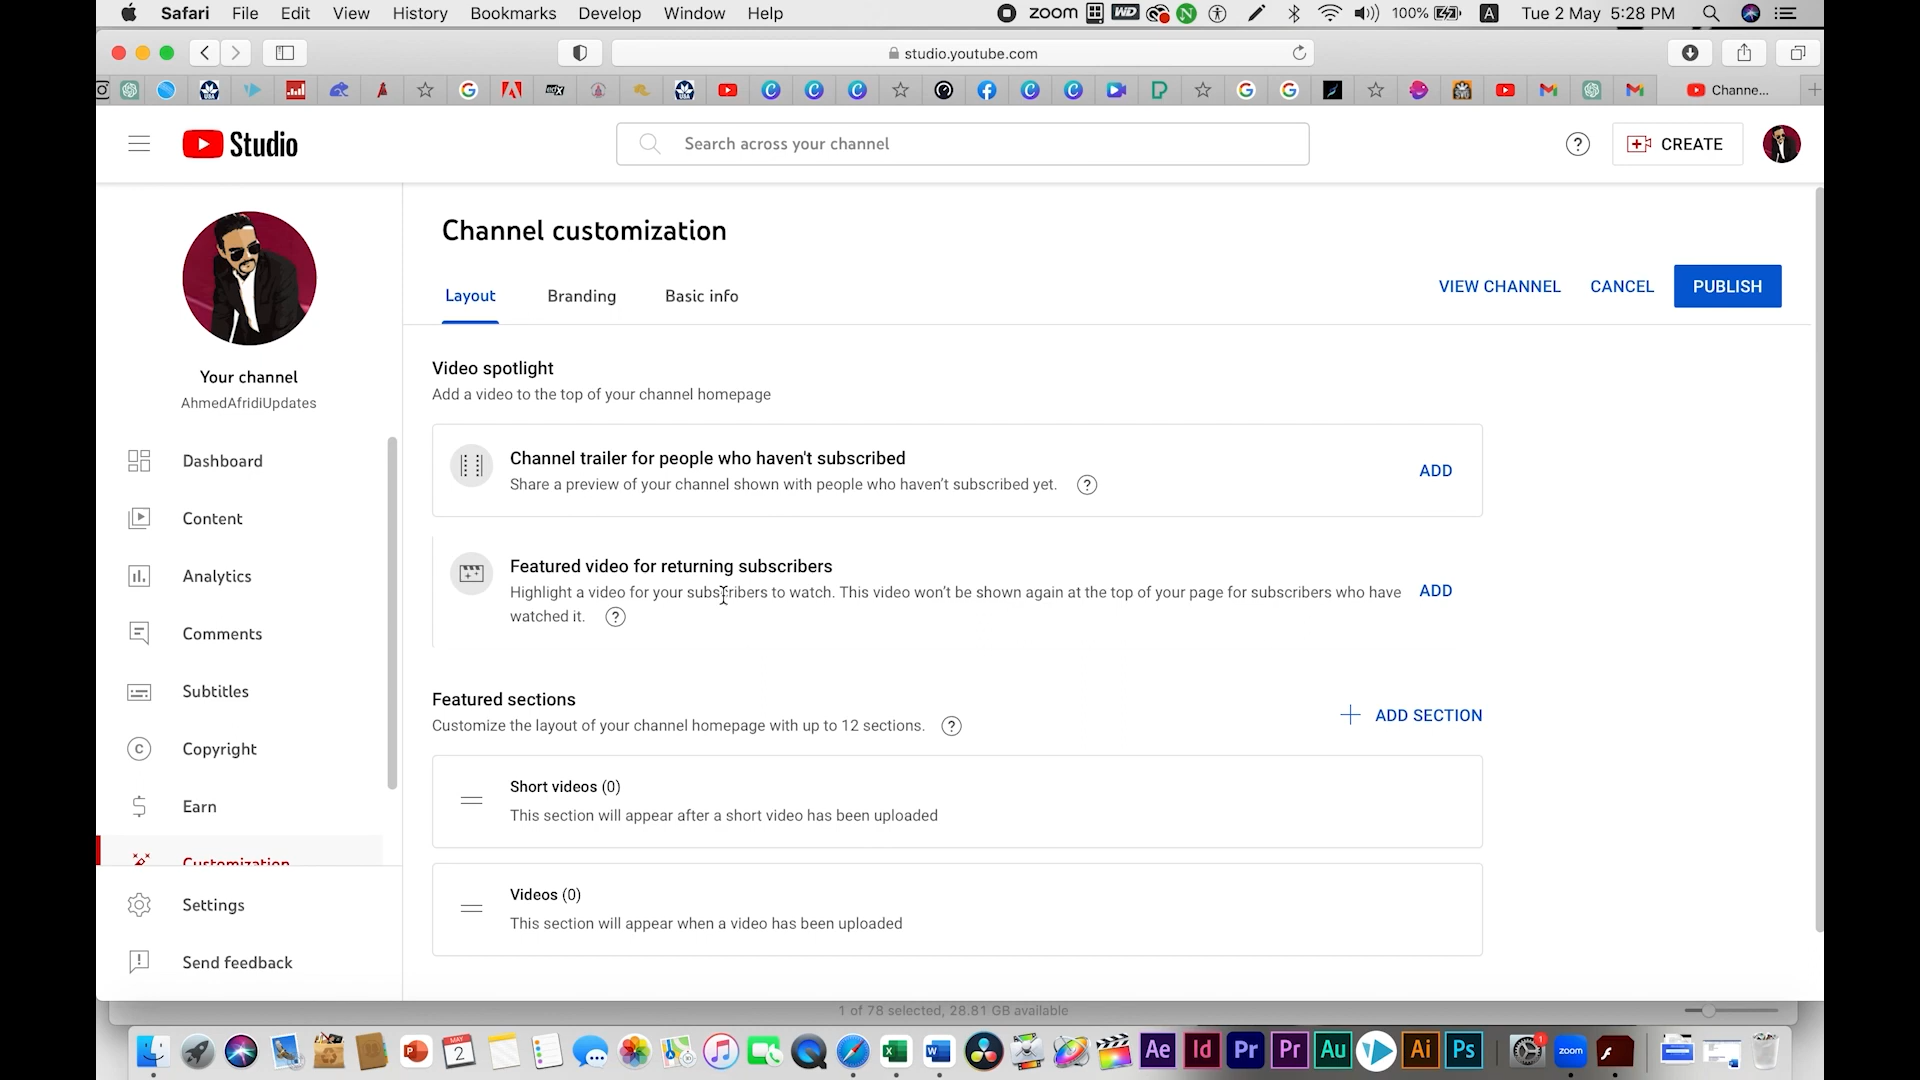 Safari File Edit View History Bookmarks Develop Window Help zoom WD N 100% A Tue 2 May 5:28 PM
studio.youtube.com
Channe...
Studio
Search across your channel
CREATE
Channel customization
Layout Branding Basic info
VIEW CHANNEL CANCEL PUBLISH
Your channel
AhmedAfridiUpdates
Dashboard
Content
Analytics
Comments
Subtitles
Copyright
Earn
Customization
Settings
Send feedback
Video spotlight
Add a video to the top of your channel homepage
Channel trailer for people who haven't subscribed
Share a preview of your channel shown with people who haven't subscribed yet. ?
ADD
Featured video for returning subscribers
Highlight a video for your subscribers to watch. This video won't be shown again at the top of your page for subscribers who have
watched it. ?
ADD
Featured sections
Customize the layout of your channel homepage with up to 12 sections. ?
ADD SECTION
Short videos (0)
This section will appear after a short video has been uploaded
Videos (0)
This section will appear when a video has been uploaded
1 of 78 selected, 28.81 GB available
MAY
2
Ae Id Pr Pr Au Ai 1 zoom Ps